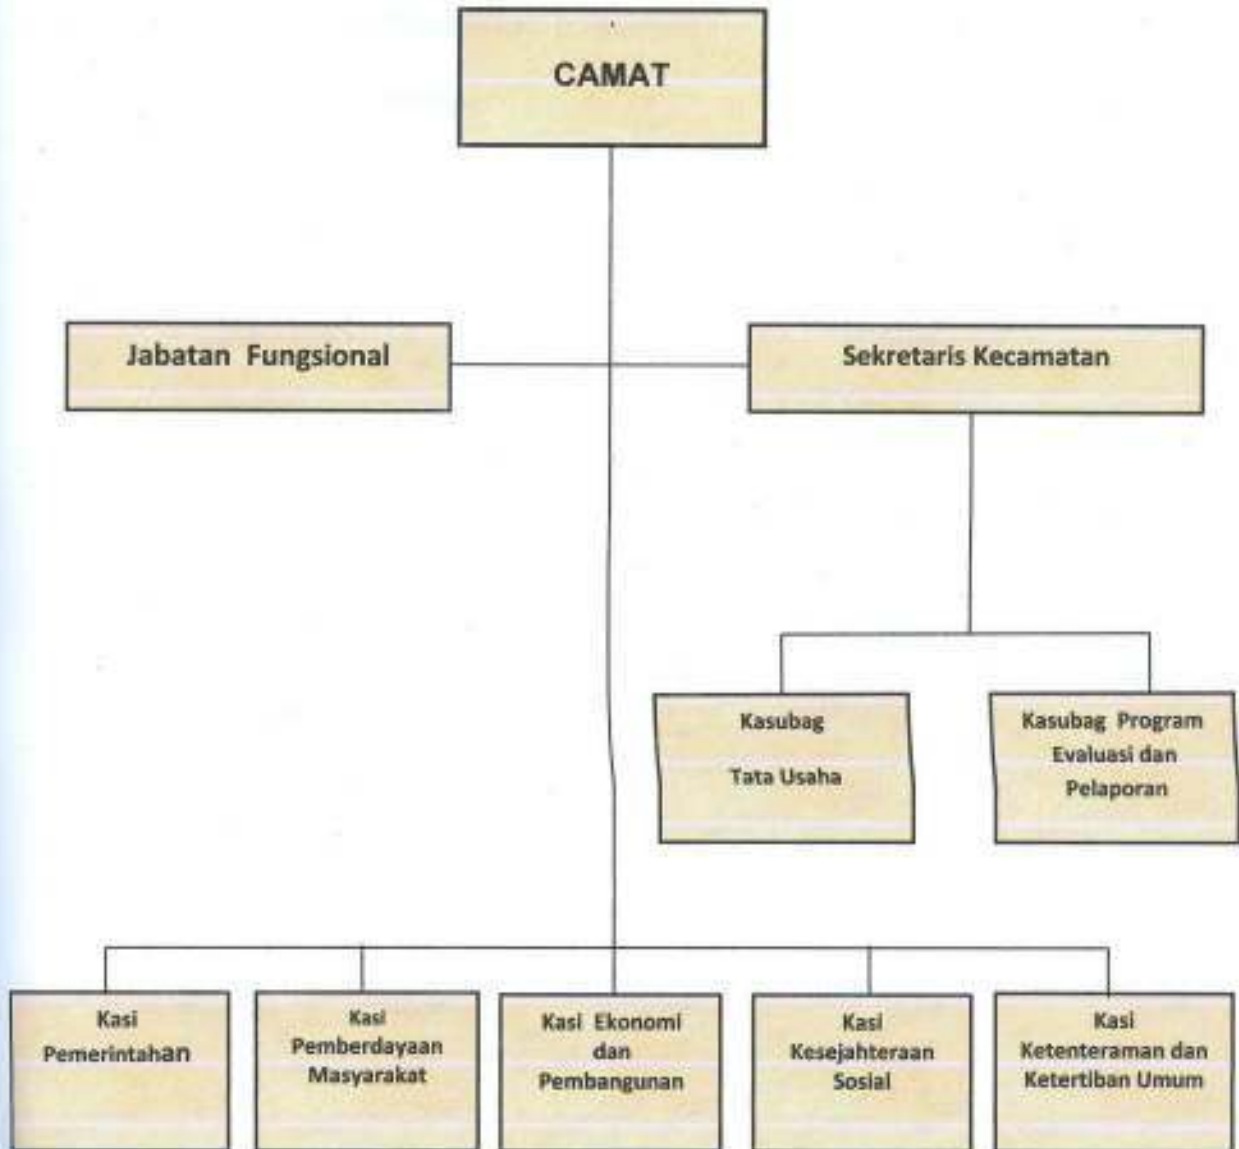 CAMAT
Jabatan Fungsional
Sekretaris Kecamatan
Kasubag
Tata Usaha
Kasubag Program
Evaluasi dan
Pelaporan
Kasi
Pemerintahan
Kasi
Pemberdayaan
Masyarakat
Kasi Ekonomi
dan
Pembangunan
Kasi
Kesejahteraan
Sosial
Kasi
Ketenteraman dan
Ketertiban Umum